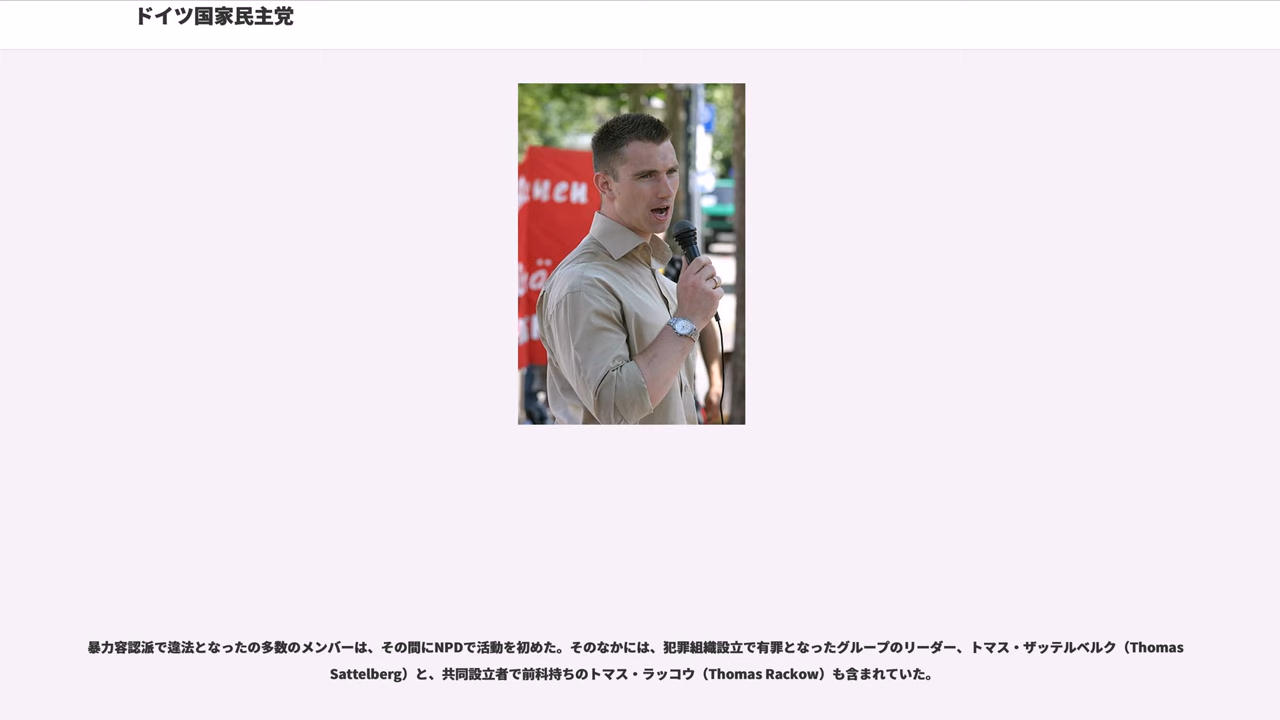 ドイツ国家民主党
nen
暴力容認派で違法となったの多数のメンバーは、その間にNPDで活動を初めた。そのなかには、犯罪組織設立で有罪となったグループのリーダー、トマス・ザッテルベルク（Thomas
Sattelberg）と、共同設立者で前科持ちのトマス・ラッコウ（Thomas Rackow）も含まれていた。